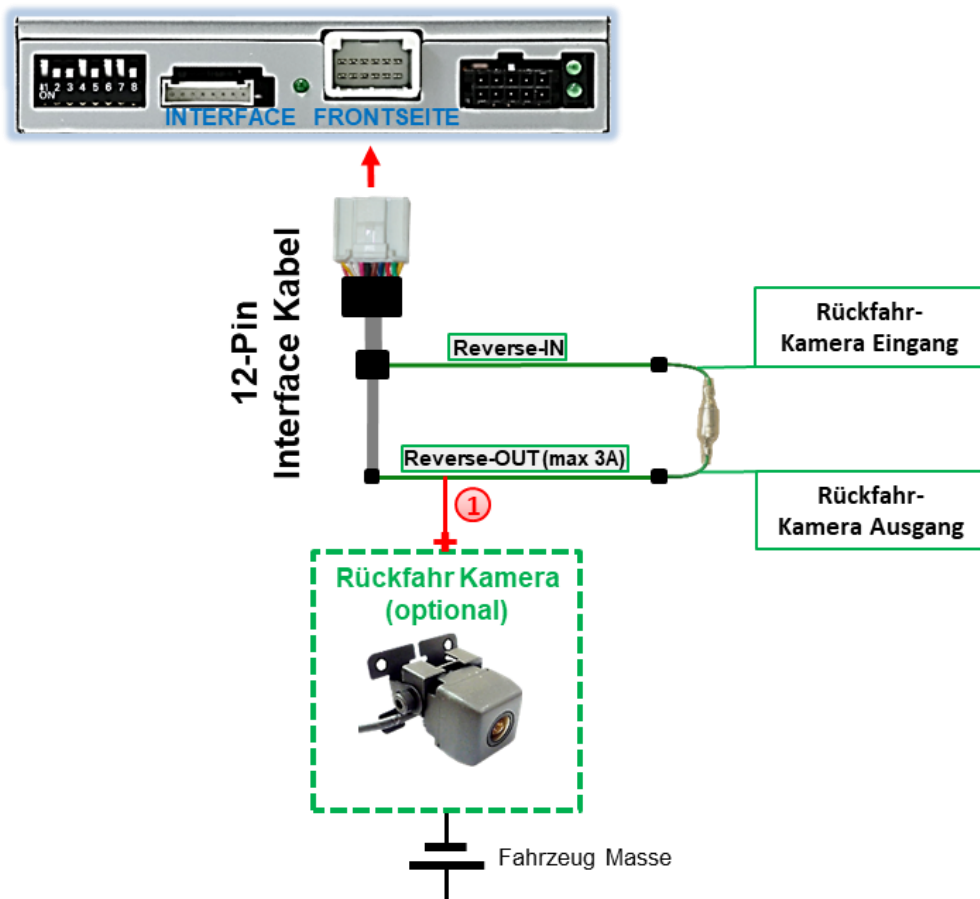 1 2 3 4 5 6 7 8
ON
INTERFACE FRONTSEITE
12-Pin
Interface Kabel
Reverse-IN
Rückfahr-
Kamera Eingang
Reverse-OUT (max 3A)
Rückfahr-
Kamera Ausgang
1
Rückfahr Kamera
(optional)
Fahrzeug Masse